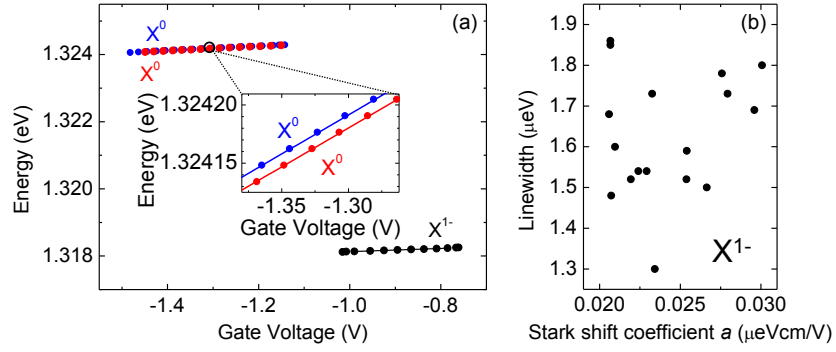 (a)
X⁰
X⁰
1.324
1.322
1.320
1.318
Energy (eV)
-1.4
-1.2
-1.0
-0.8
Gate Voltage (V)
1.32420
1.32415
Energy (eV)
X⁰
X⁰
-1.35
-1.30
Gate Voltage (V)
X¹⁻
(b)
1.9
1.8
1.7
1.6
1.5
1.4
1.3
Linewidth (μeV)
X¹⁻
0.020
0.025
0.030
Stark shift coefficient a (μeVcm/V)